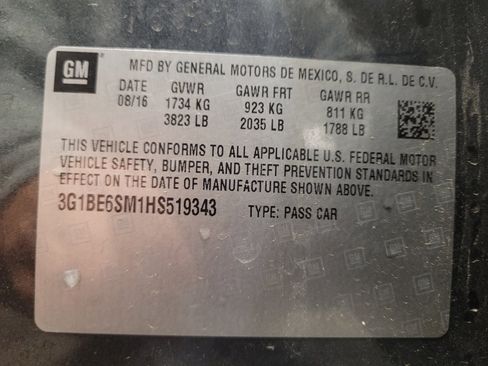 GM MFD BY GENERAL MOTORS DE MEXICO, S. DE R.L. DE C.V.
DATE GVWR GAWR FRT GAWR RR
08/16 1734 KG 923 KG 811 KG
3823 LB 2035 LB 1788 LB
THIS VEHICLE CONFORMS TO ALL APPLICABLE U.S. FEDERAL MOTOR
VEHICLE SAFETY, BUMPER, AND THEFT PREVENTION STANDARDS IN
EFFECT ON THE DATE OF MANUFACTURE SHOWN ABOVE.
3G1BE6SM1HS519343 TYPE: PASS CAR